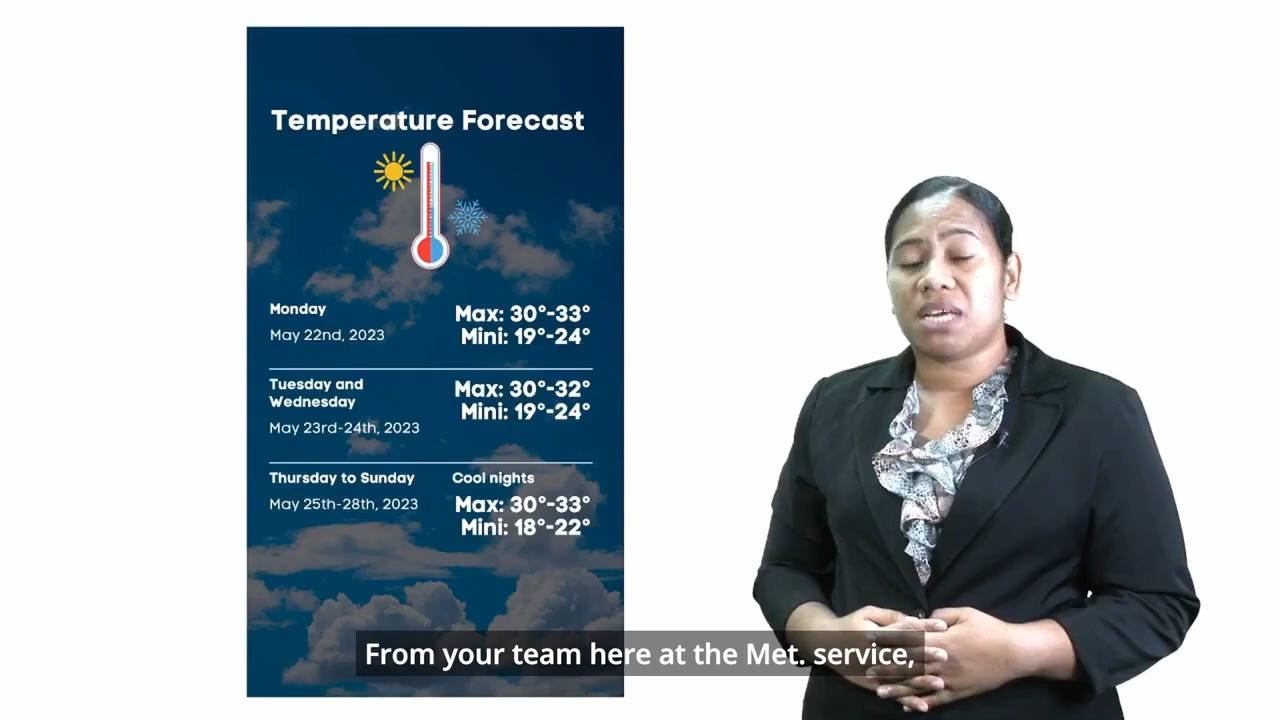 Temperature Forecast
Monday
May 22nd, 2023
Max: 30°-33°
Mini: 19°-24°
Tuesday and
Wednesday
May 23rd-24th, 2023
Max: 30°-32°
Mini: 19°-24°
Thursday to Sunday
May 25th-28th, 2023
Cool nights
Max: 30°-33°
Mini: 18°-22°
From your team here at the Met. service,